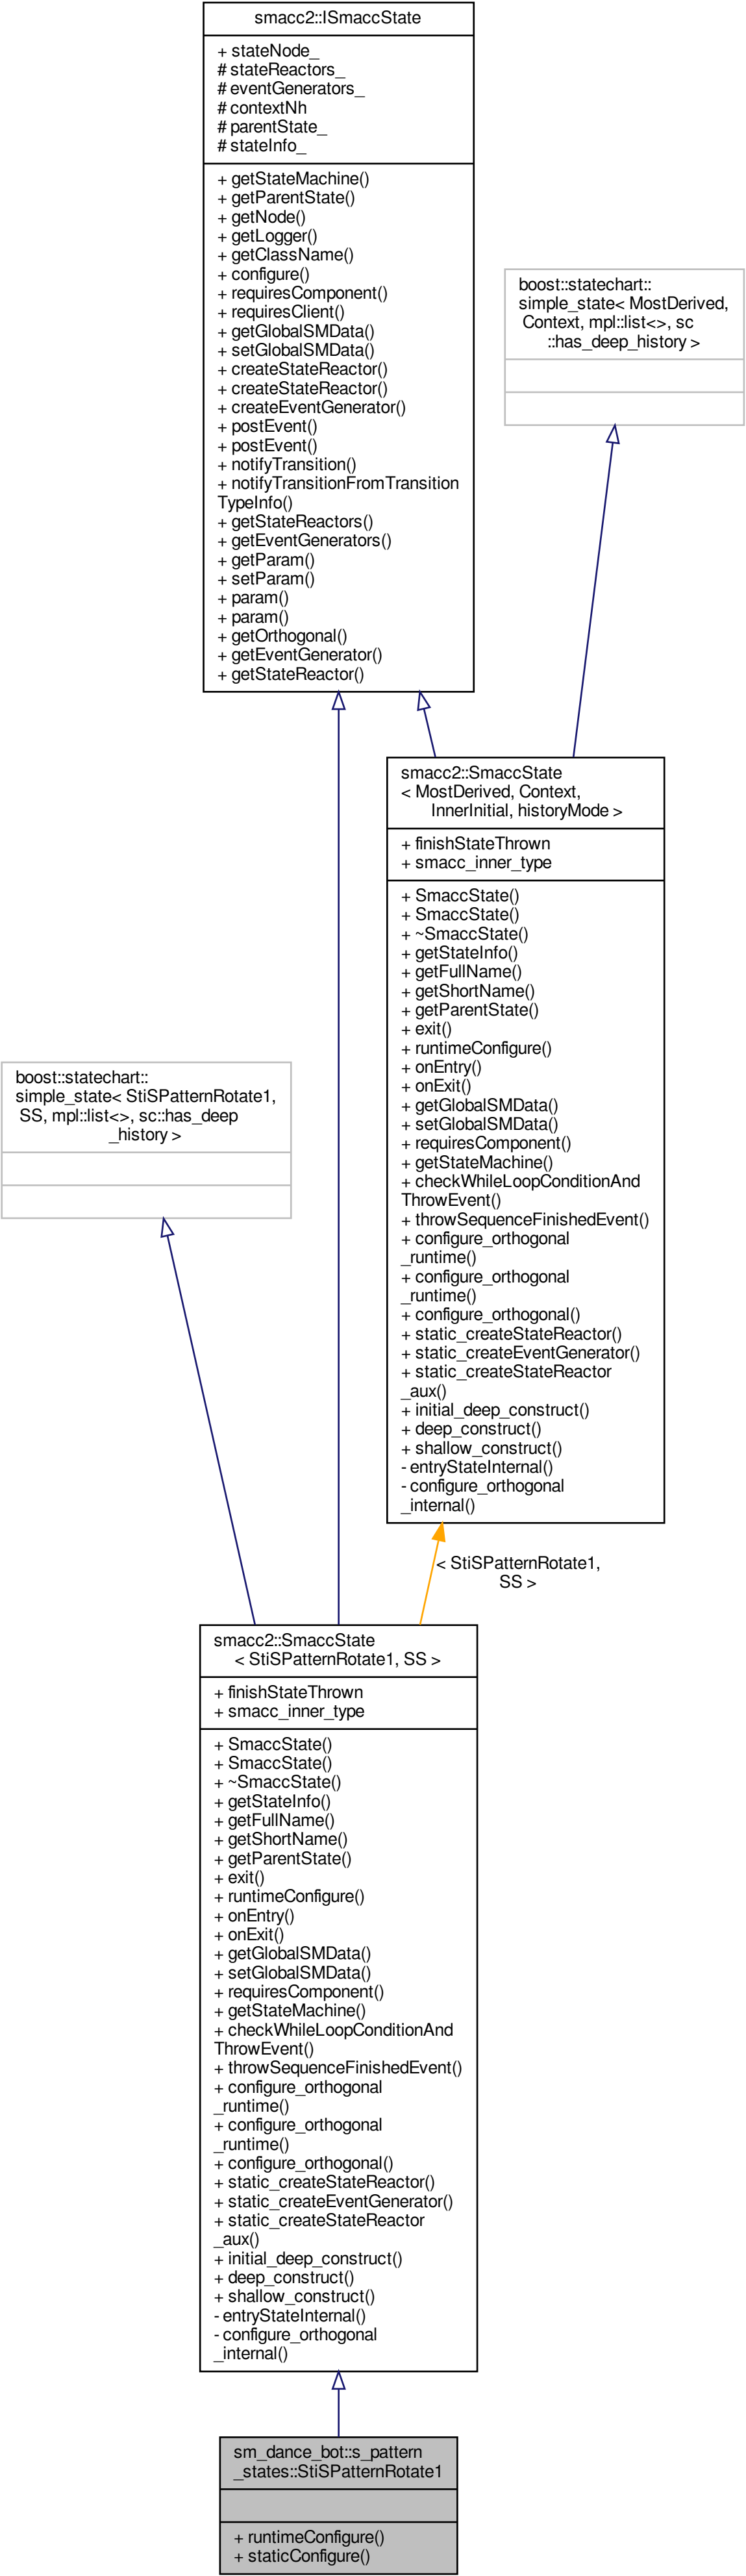 smacc2::ISmaccState
+ stateNode_
# stateReactors_
# eventGenerators_
# contextNh
# parentState_
# stateInfo_
+ getStateMachine()
+ getParentState()
+ getNode()
+ getLogger()
+ getClassName()
+ configure()
+ requiresComponent()
+ requiresClient()
+ getGlobalSMData()
+ setGlobalSMData()
+ createStateReactor()
+ createStateReactor()
+ createEventGenerator()
+ postEvent()
+ postEvent()
+ notifyTransition()
+ notifyTransitionFromTransition
TypeInfo()
+ getStateReactors()
+ getEventGenerators()
+ getParam()
+ setParam()
+ param()
+ param()
+ getOrthogonal()
+ getEventGenerator()
+ getStateReactor()
boost::statechart::
simple_state< MostDerived,
Context, mpl::list<>, sc
::has_deep_history >
smacc2::SmaccState
< MostDerived, Context,
InnerInitial, historyMode >
+ finishStateThrown
+ smacc_inner_type
+ SmaccState()
+ SmaccState()
+ ~SmaccState()
+ getStateInfo()
+ getFullName()
+ getShortName()
+ getParentState()
+ exit()
+ runtimeConfigure()
+ onEntry()
+ onExit()
+ getGlobalSMData()
+ setGlobalSMData()
+ requiresComponent()
+ getStateMachine()
+ checkWhileLoopConditionAnd
ThrowEvent()
+ throwSequenceFinishedEvent()
+ configure_orthogonal
_runtime()
+ configure_orthogonal
_runtime()
+ configure_orthogonal()
+ static_createStateReactor()
+ static_createEventGenerator()
+ static_createStateReactor
_aux()
+ initial_deep_construct()
+ deep_construct()
+ shallow_construct()
- entryStateInternal()
- configure_orthogonal
_internal()
boost::statechart::
simple_state< StiSPatternRotate1,
SS, mpl::list<>, sc::has_deep
_history >
< StiSPatternRotate1,
SS >
smacc2::SmaccState
< StiSPatternRotate1, SS >
+ finishStateThrown
+ smacc_inner_type
+ SmaccState()
+ SmaccState()
+ ~SmaccState()
+ getStateInfo()
+ getFullName()
+ getShortName()
+ getParentState()
+ exit()
+ runtimeConfigure()
+ onEntry()
+ onExit()
+ getGlobalSMData()
+ setGlobalSMData()
+ requiresComponent()
+ getStateMachine()
+ checkWhileLoopConditionAnd
ThrowEvent()
+ throwSequenceFinishedEvent()
+ configure_orthogonal
_runtime()
+ configure_orthogonal
_runtime()
+ configure_orthogonal()
+ static_createStateReactor()
+ static_createEventGenerator()
+ static_createStateReactor
_aux()
+ initial_deep_construct()
+ deep_construct()
+ shallow_construct()
- entryStateInternal()
- configure_orthogonal
_internal()
sm_dance_bot::s_pattern
_states::StiSPatternRotate1
+ runtimeConfigure()
+ staticConfigure()